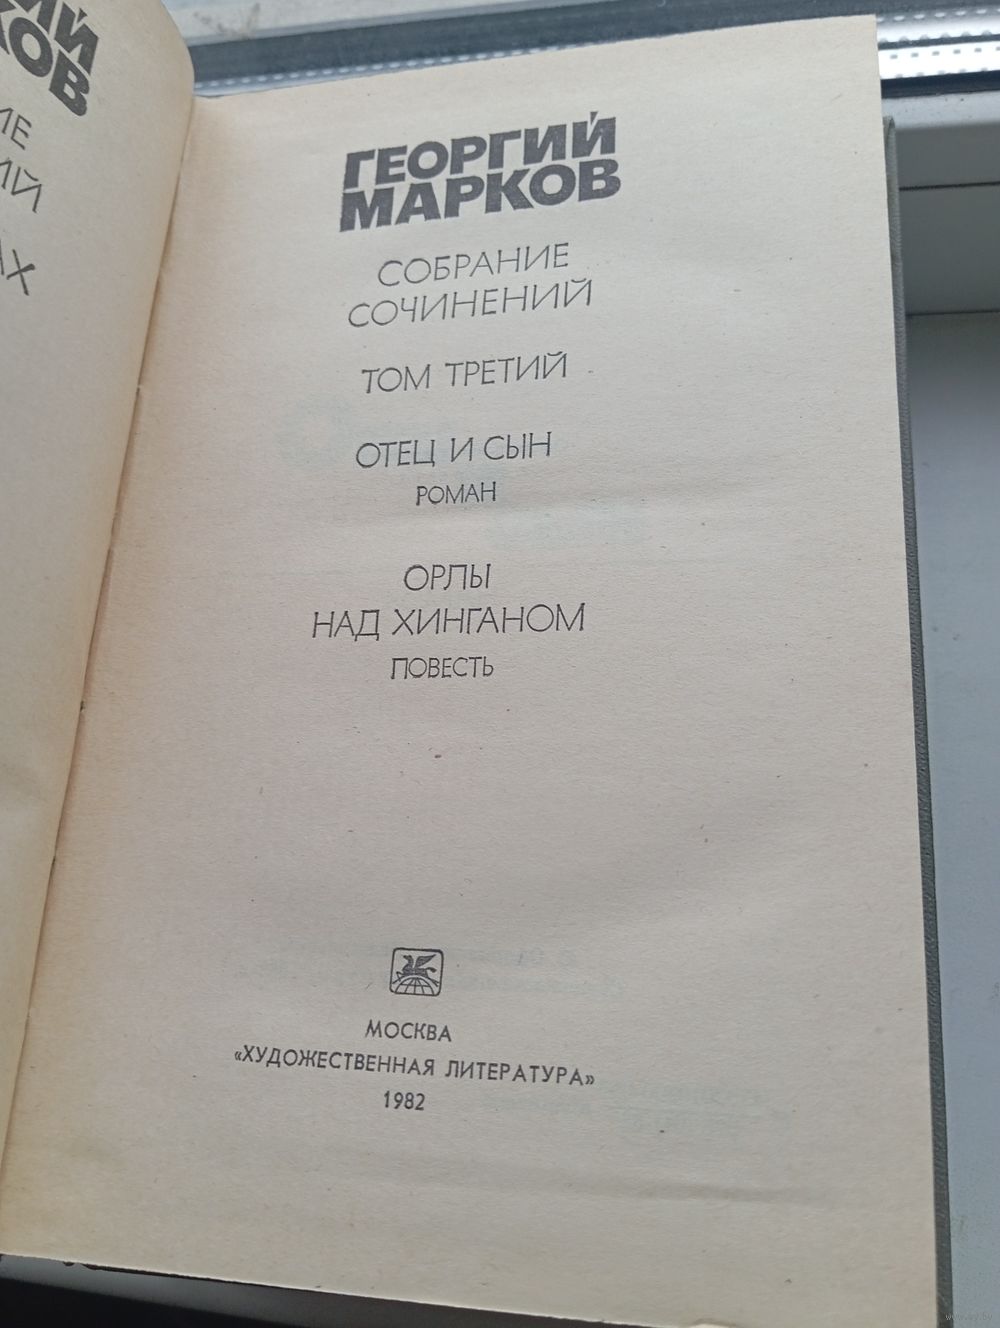 ГЕОРГИЙ
МАРКОВ
СОБРАНИЕ
СОЧИНЕНИЙ
ТОМ ТРЕТИЙ
ОТЕЦ И СЫН
РОМАН
ОРЛЫ
НАД ХИНГАНОМ
ПОВЕСТЬ
МОСКВА
«ХУДОЖЕСТВЕННАЯ ЛИТЕРАТУРА»
1982